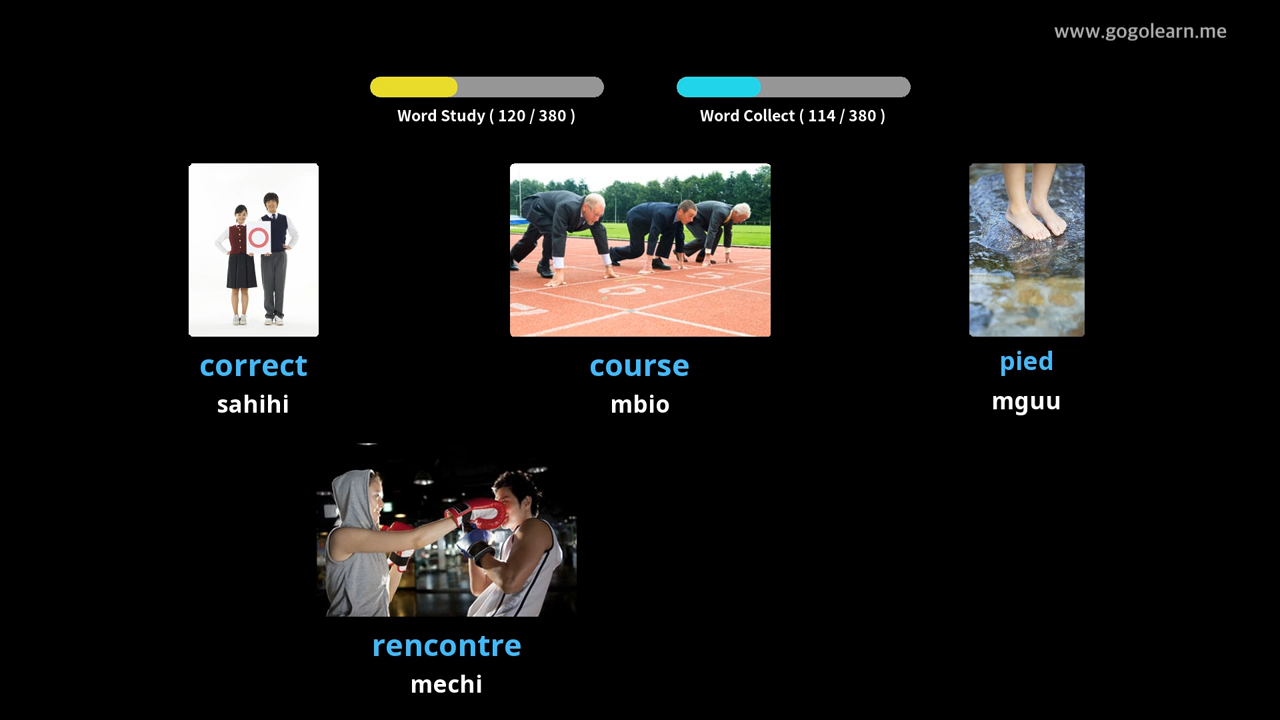 www.gogolearn.me
Word Study ( 120 / 380 )
Word Collect ( 114 / 380 )
correct
sahihi
course
mbio
pied
mguu
rencontre
mechi